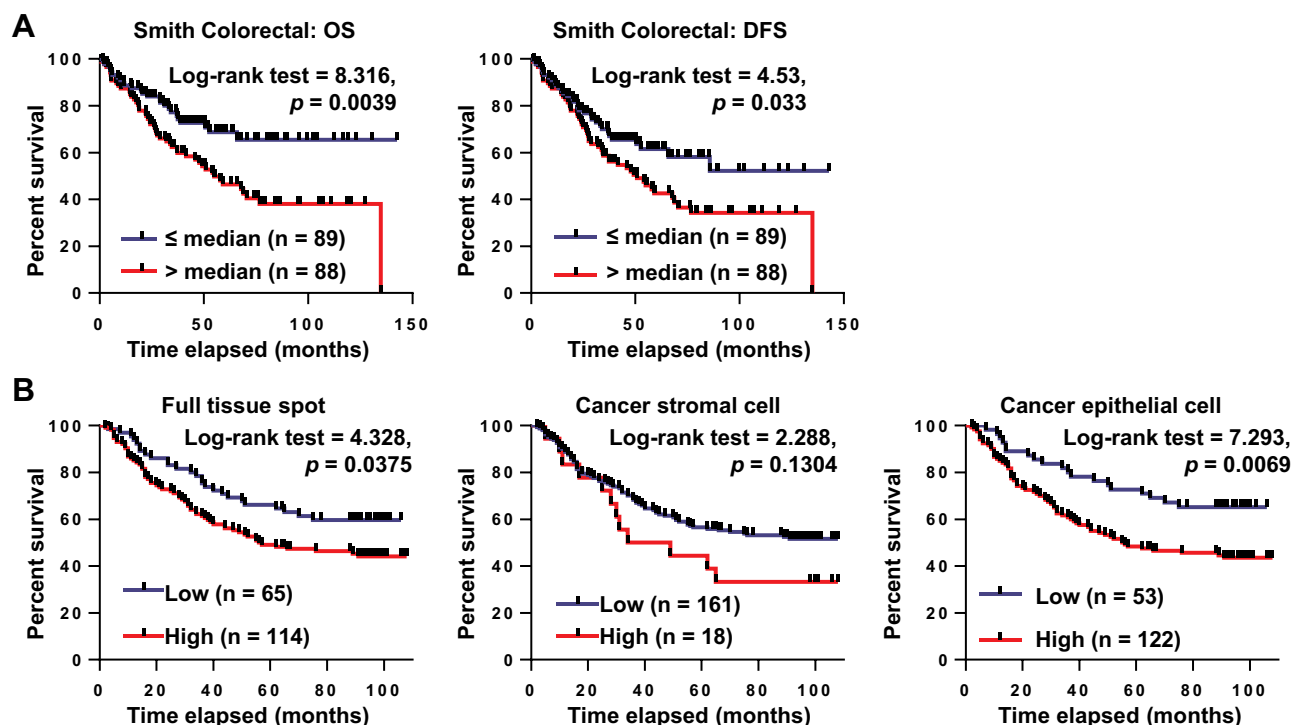 A
Smith Colorectal: OS
Log-rank test = 8.316,
p = 0.0039
Percent survival
100
80
60
40
20
0
≤ median (n = 89)
> median (n = 88)
0 50 100 150
Time elapsed (months)
Smith Colorectal: DFS
Log-rank test = 4.53,
p = 0.033
Percent survival
100
80
60
40
20
0
≤ median (n = 89)
> median (n = 88)
0 50 100 150
Time elapsed (months)
B
Full tissue spot
Log-rank test = 4.328,
p = 0.0375
Percent survival
100
80
60
40
20
0
Low (n = 65)
High (n = 114)
0 20 40 60 80 100
Time elapsed (months)
Cancer stromal cell
Log-rank test = 2.288,
p = 0.1304
Percent survival
100
80
60
40
20
0
Low (n = 161)
High (n = 18)
0 20 40 60 80 100
Time elapsed (months)
Cancer epithelial cell
Log-rank test = 7.293,
p = 0.0069
Percent survival
100
80
60
40
20
0
Low (n = 53)
High (n = 122)
0 20 40 60 80 100
Time elapsed (months)